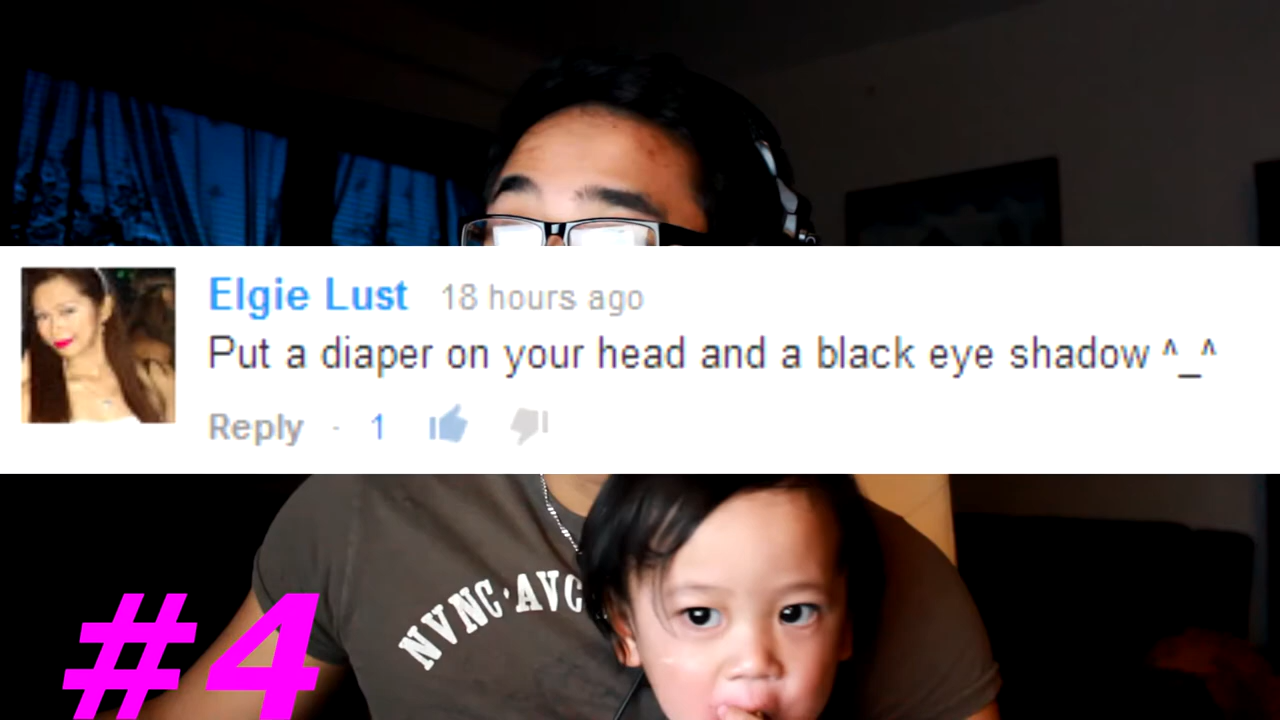 Elgie Lust 18 hours ago
Put a diaper on your head and a black eye shadow ^_^
Reply · 1
NVNC·AVC
#4